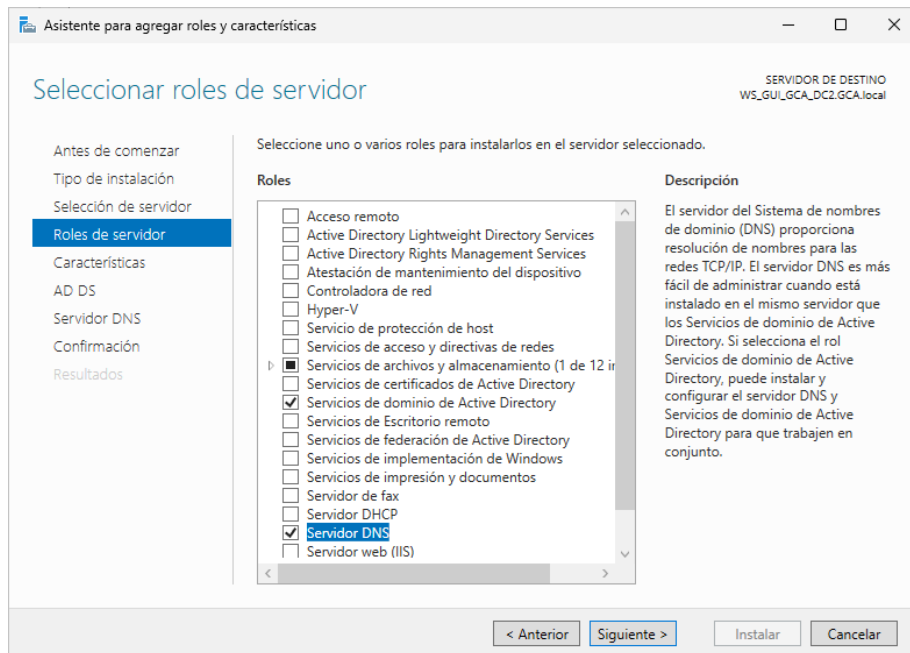 Asistente para agregar roles y características
Seleccionar roles de servidor
SERVIDOR DE DESTINO
WS_GUI_GCA_DC2.GCA.local
Antes de comenzar
Tipo de instalación
Selección de servidor
Roles de servidor
Características
AD DS
Servidor DNS
Confirmación
Resultados
Seleccione uno o varios roles para instalarlos en el servidor seleccionado.
Roles
Acceso remoto
Active Directory Lightweight Directory Services
Active Directory Rights Management Services
Atestación de mantenimiento del dispositivo
Controladora de red
Hyper-V
Servicio de protección de host
Servicios de acceso y directivas de redes
Servicios de archivos y almacenamiento (1 de 12 in
Servicios de certificados de Active Directory
Servicios de dominio de Active Directory
Servicios de Escritorio remoto
Servicios de federación de Active Directory
Servicios de implementación de Windows
Servicios de impresión y documentos
Servidor de fax
Servidor DHCP
Servidor DNS
Servidor web (IIS)
Descripción
El servidor del Sistema de nombres
de dominio (DNS) proporciona
resolución de nombres para las
redes TCP/IP. El servidor DNS es más
fácil de administrar cuando está
instalado en el mismo servidor que
los Servicios de dominio de Active
Directory. Si selecciona el rol
Servicios de dominio de Active
Directory, puede instalar y
configurar el servidor DNS y
Servicios de dominio de Active
Directory para que trabajen en
conjunto.
< Anterior
Siguiente >
Instalar
Cancelar